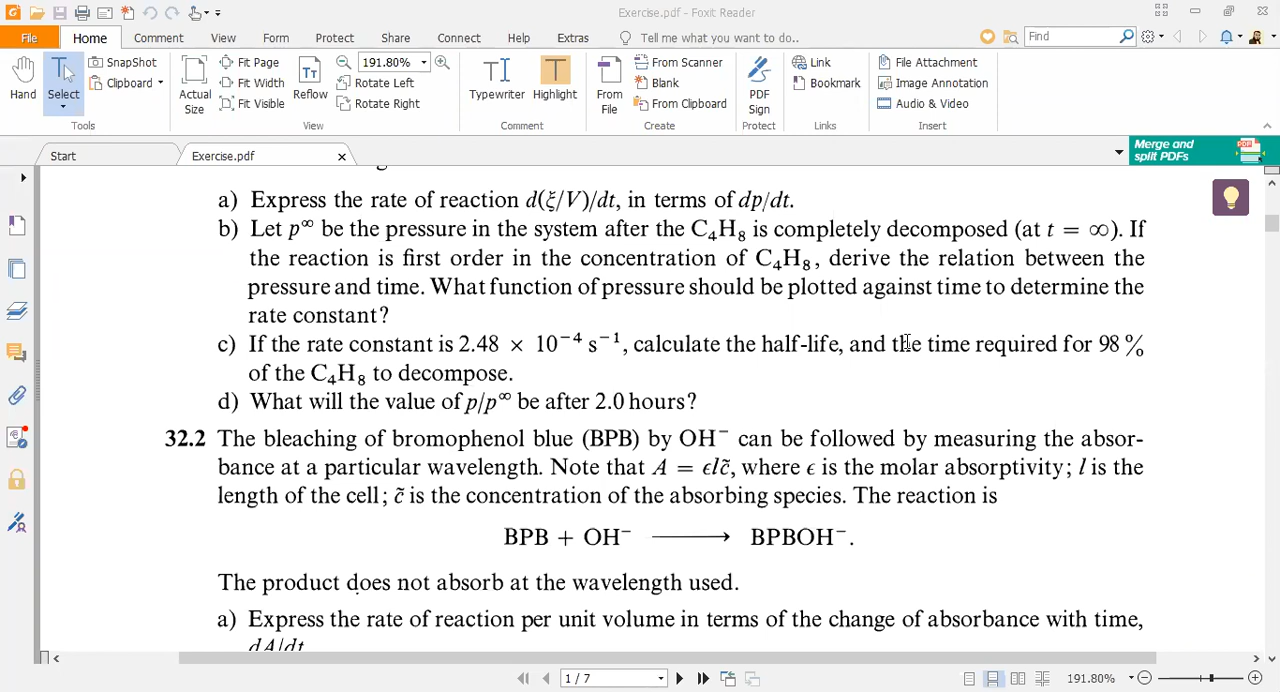 Exercise.pdf - Foxit Reader
File Home Comment View Form Protect Share Connect Help Extras Tell me what you want to do.. Find
Hand
Select
SnapShot
Clipboard
Tools
Actual Size
Fit Page
Fit Width
Fit Visible
Reflow
191.80%
Rotate Left
Rotate Right
View
Typewriter
Highlight
Comment
From File
From Scanner
Blank
From Clipboard
Create
PDF Sign
Protect
Link
Bookmark
Links
File Attachment
Image Annotation
Audio & Video
Insert
Start
Exercise.pdf
Merge and
split PDFs
a) Express the rate of reaction d(ξ/V)/dt, in terms of dp/dt.
b) Let p^∞ be the pressure in the system after the C₄H₈ is completely decomposed (at t = ∞). If
the reaction is first order in the concentration of C₄H₈, derive the relation between the
pressure and time. What function of pressure should be plotted against time to determine the
rate constant?
c) If the rate constant is 2.48 × 10⁻⁴ s⁻¹, calculate the half-life, and the time required for 98%
of the C₄H₈ to decompose.
d) What will the value of p/p^∞ be after 2.0 hours?
32.2 The bleaching of bromophenol blue (BPB) by OH⁻ can be followed by measuring the absor-
bance at a particular wavelength. Note that A = ϵlc̃, where ϵ is the molar absorptivity; l is the
length of the cell; c̃ is the concentration of the absorbing species. The reaction is
BPB + OH⁻ ⟶ BPBOH⁻.
The product does not absorb at the wavelength used.
a) Express the rate of reaction per unit volume in terms of the change of absorbance with time,
dA/dt
1 / 7
191.80%